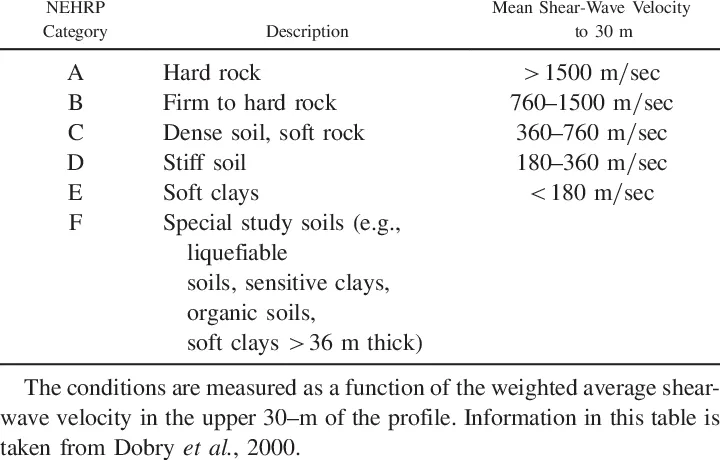 NEHRP Mean Shear-Wave Velocity
Category Description to 30 m
A Hard rock >1500 m/sec
B Firm to hard rock 760–1500 m/sec
C Dense soil, soft rock 360–760 m/sec
D Stiff soil 180–360 m/sec
E Soft clays <180 m/sec
F Special study soils (e.g.,
liquefiable
soils, sensitive clays,
organic soils,
soft clays >36 m thick)
The conditions are measured as a function of the weighted average shear-
wave velocity in the upper 30–m of the profile. Information in this table is
taken from Dobry et al., 2000.